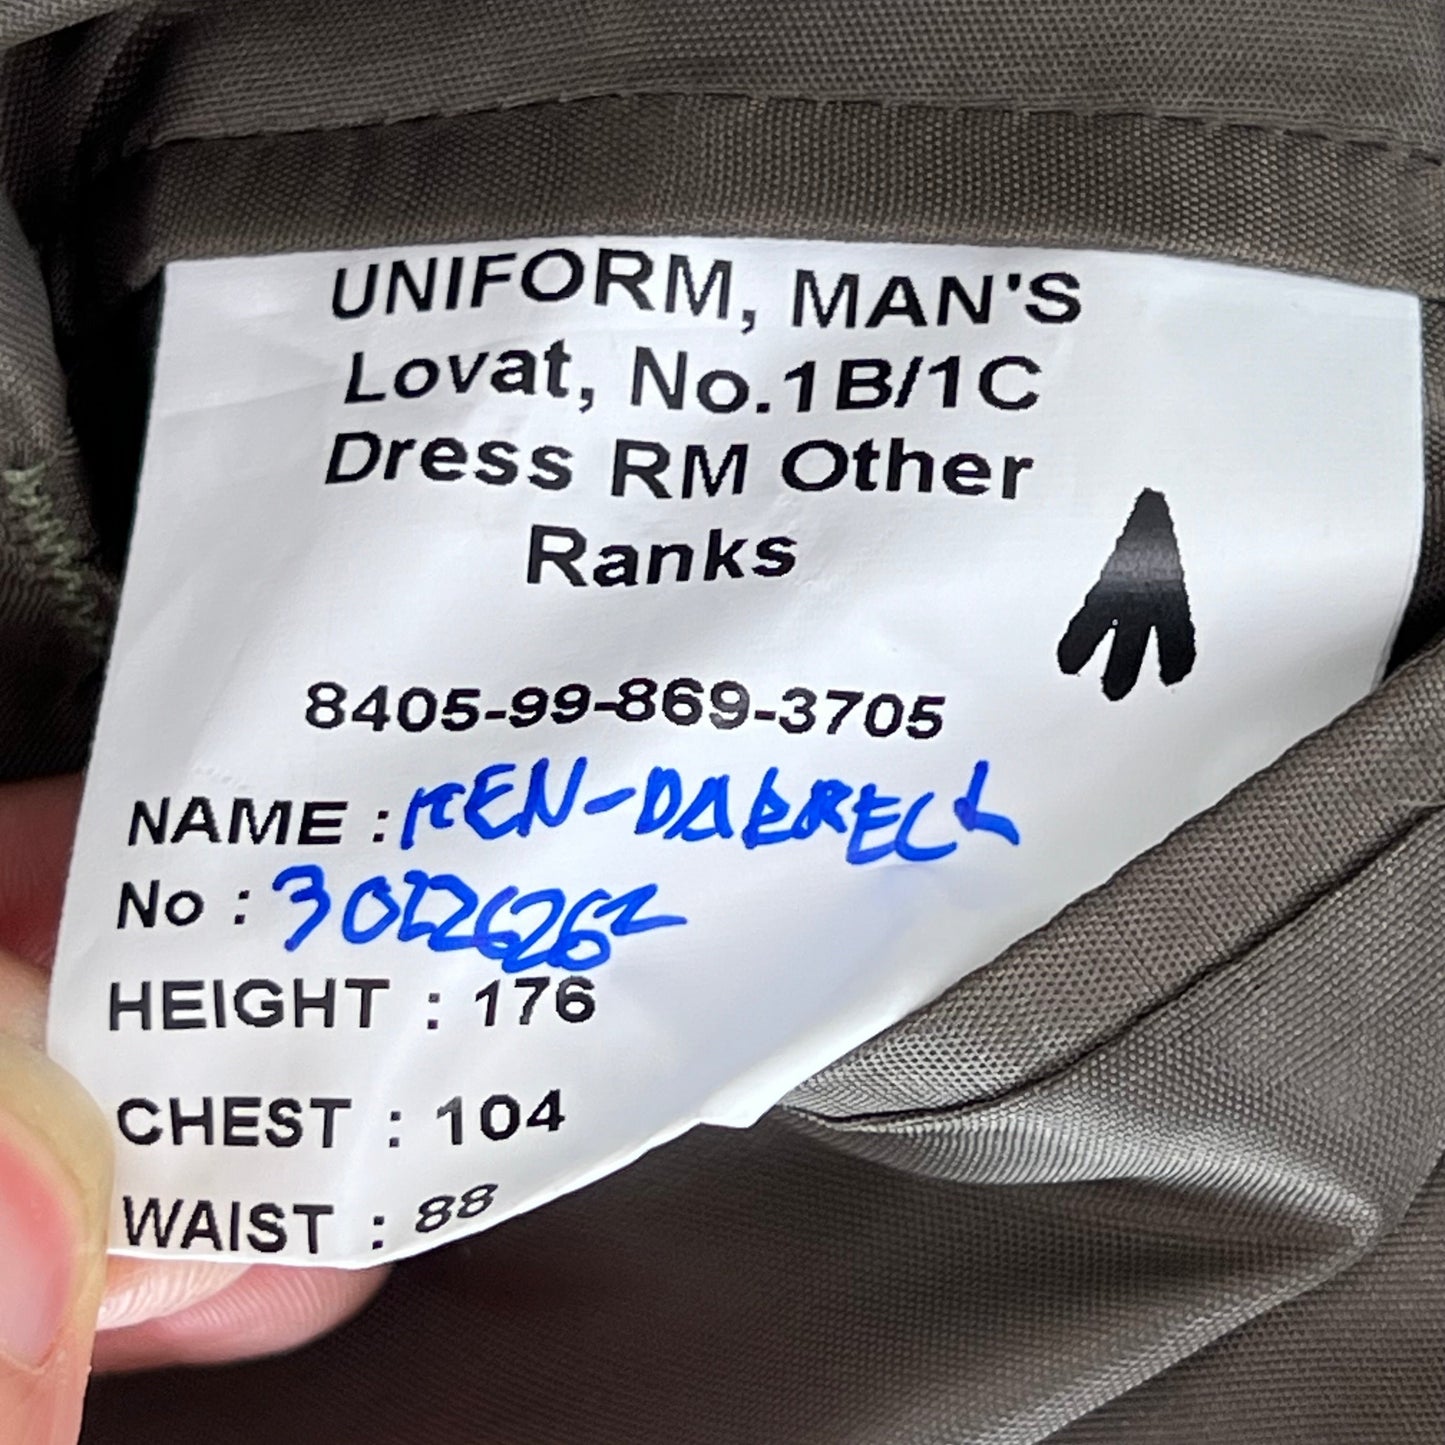 UNIFORM, MAN'S
Lovat, No.1B/1C
Dress RM Other
Ranks
8405-99-869-3705
NAME :
No :
HEIGHT : 176
CHEST : 104
WAIST : 88